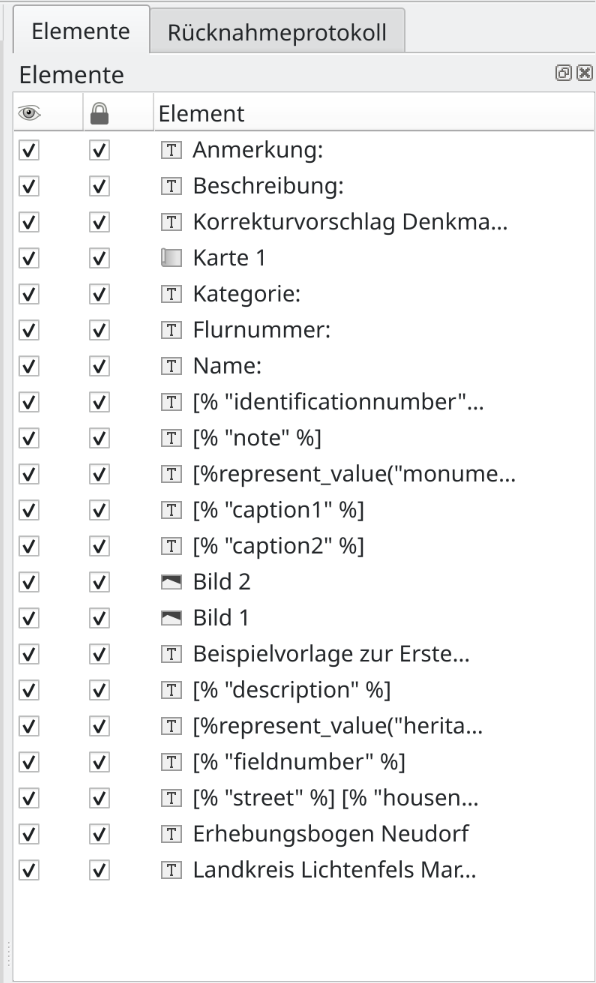 Elemente Rücknahmeprotokoll
Elemente
Element
Anmerkung:
Beschreibung:
Korrekturvorschlag Denkma...
Karte 1
Kategorie:
Flurnummer:
Name:
[% "identificationnumber"...
[% "note" %]
[%represent_value("monume...
[% "caption1" %]
[% "caption2" %]
Bild 2
Bild 1
Beispielvorlage zur Erste...
[% "description" %]
[%represent_value("herita...
[% "fieldnumber" %]
[% "street" %] [% "housen...
Erhebungsbogen Neudorf
Landkreis Lichtenfels Mar...